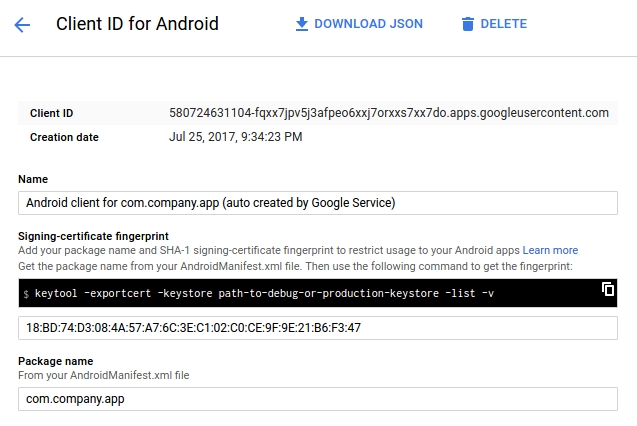 Client ID for Android
DOWNLOAD JSON
DELETE
Client ID 580724631104-fqxx7jpv5j3afpeo6xxj7orxxs7xx7do.apps.googleusercontent.com
Creation date Jul 25, 2017, 9:34:23 PM
Name
Android client for com.company.app (auto created by Google Service)
Signing-certificate fingerprint
Add your package name and SHA-1 signing-certificate fingerprint to restrict usage to your Android apps Learn more
Get the package name from your AndroidManifest.xml file. Then use the following command to get the fingerprint:
$ keytool -exportcert -keystore path-to-debug-or-production-keystore -list -v
18:BD:74:D3:08:4A:57:A7:6C:3E:C1:02:C0:CE:9F:9E:21:B6:F3:47
Package name
From your AndroidManifest.xml file
com.company.app